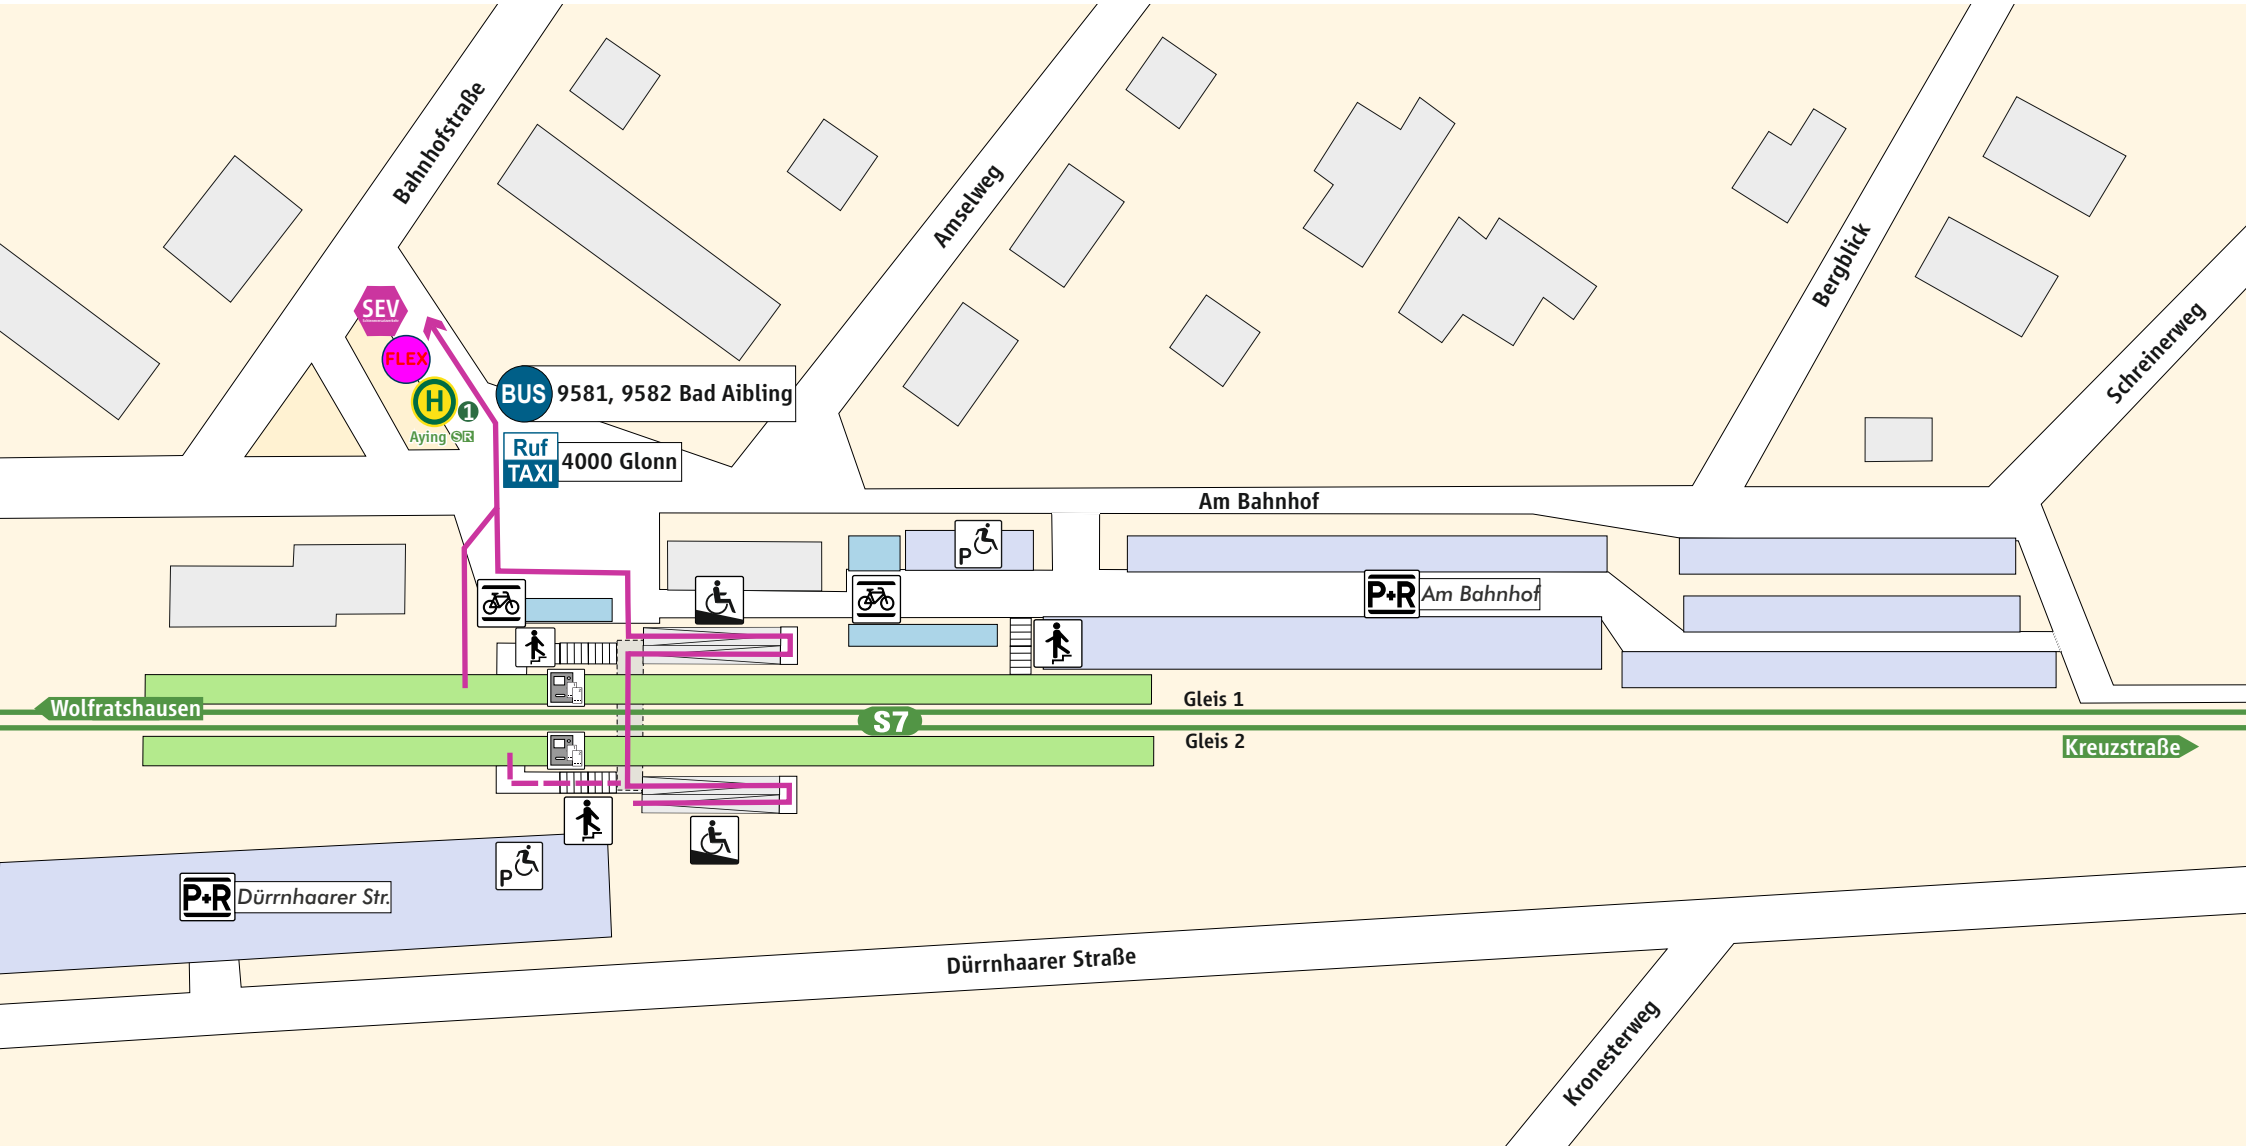 Bahnhofstraße
Amselweg
Bergblick
Schreinerweg
SEV
FLEX
H
1
Aying SR
BUS 9581, 9582 Bad Aibling
Ruf
TAXI
4000 Glonn
Am Bahnhof
P
P+R Am Bahnhof
Gleis 1
Wolfratshausen
S7
Gleis 2
Kreuzstraße
P
P+R Dürrnhaarer Str.
Dürrnhaarer Straße
Kronesterweg